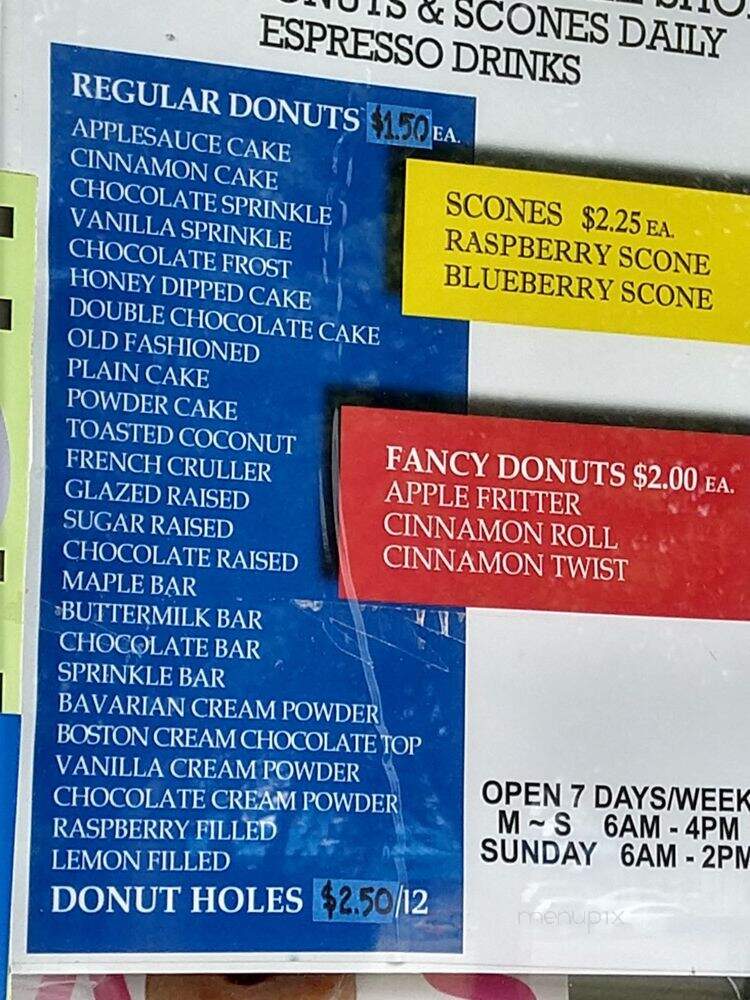 & SCONES DAILY
ESPRESSO DRINKS
REGULAR DONUTS $1.50 EA.
APPLESAUCE CAKE
CINNAMON CAKE
CHOCOLATE SPRINKLE
VANILLA SPRINKLE
CHOCOLATE FROST
HONEY DIPPED CAKE
DOUBLE CHOCOLATE CAKE
OLD FASHIONED
PLAIN CAKE
POWDER CAKE
TOASTED COCONUT
FRENCH CRULLER
GLAZED RAISED
SUGAR RAISED
CHOCOLATE RAISED
MAPLE BAR
BUTTERMILK BAR
CHOCOLATE BAR
SPRINKLE BAR
BAVARIAN CREAM POWDER
BOSTON CREAM CHOCOLATE TOP
VANILLA CREAM POWDER
CHOCOLATE CREAM POWDER
RASPBERRY FILLED
LEMON FILLED
DONUT HOLES $2.50/12
SCONES $2.25 EA.
RASPBERRY SCONE
BLUEBERRY SCONE
FANCY DONUTS $2.00 EA.
APPLE FRITTER
CINNAMON ROLL
CINNAMON TWIST
OPEN 7 DAYS/WEEK
M ~ S 6AM - 4PM
SUNDAY 6AM - 2PM
menupix